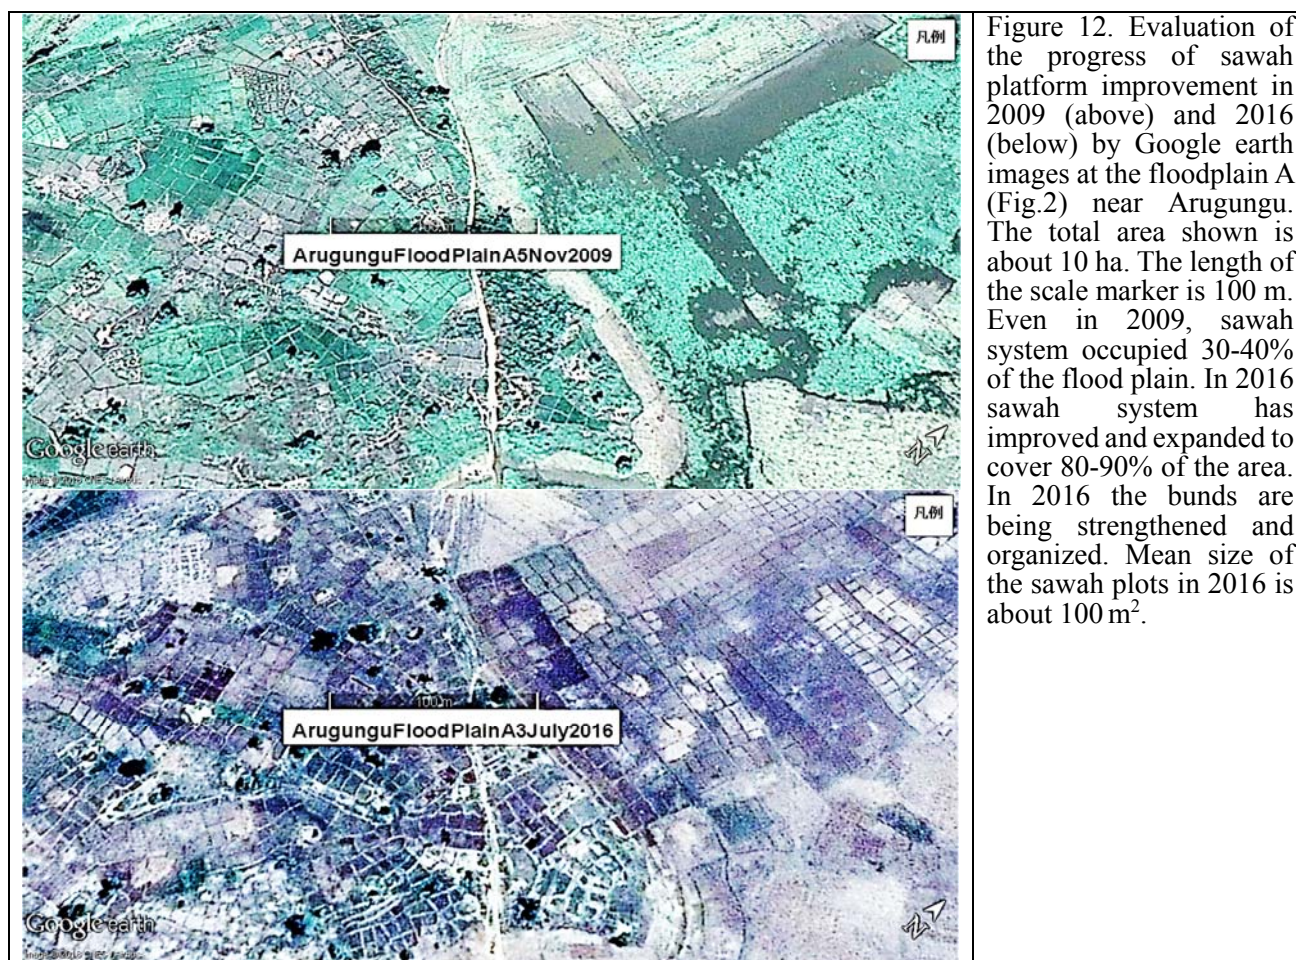 凡例
ArugunguFloodPlainA5Nov2009
Google earth
N
100 m
凡例
ArugunguFloodPlainA3July2016
Google earth
N
Figure 12. Evaluation of
the progress of sawah
platform improvement in
2009 (above) and 2016
(below) by Google earth
images at the floodplain A
(Fig.2) near Arugungu.
The total area shown is
about 10 ha. The length of
the scale marker is 100 m.
Even in 2009, sawah
system occupied 30-40%
of the flood plain. In 2016
sawah system has
improved and expanded to
cover 80-90% of the area.
In 2016 the bunds are
being strengthened and
organized. Mean size of
the sawah plots in 2016 is
about 100 m².